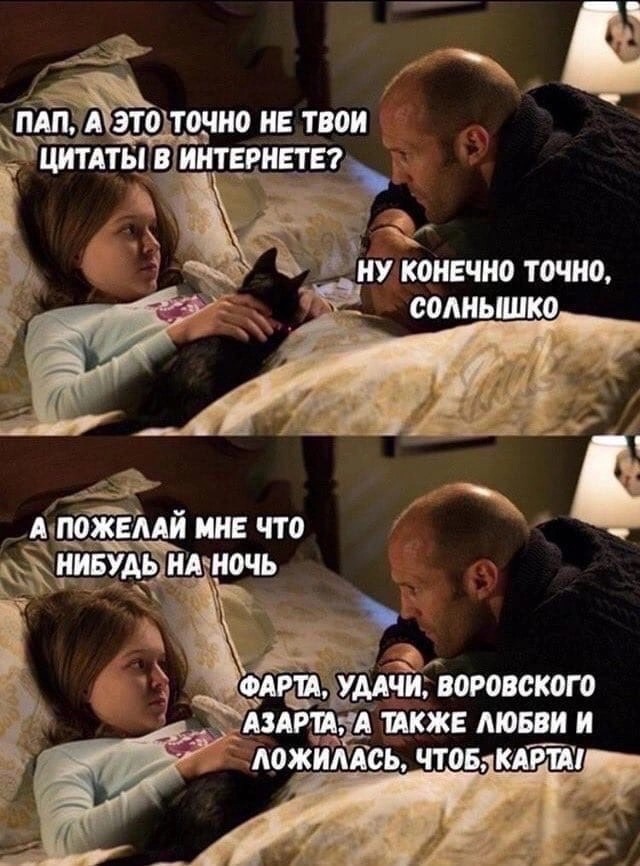 ПАП, А ЭТО ТОЧНО НЕ ТВОИ
ЦИТАТЫ В ИНТЕРНЕТЕ?
НУ КОНЕЧНО ТОЧНО,
СОЛНЫШКО
А ПОЖЕЛАЙ МНЕ ЧТО
НИБУДЬ НА НОЧЬ
ФАРТА, УДАЧИ, ВОРОВСКОГО
АЗАРТА, А ТАКЖЕ ЛЮБВИ И
ЛОЖИЛАСЬ, ЧТОБ, КАРТА!